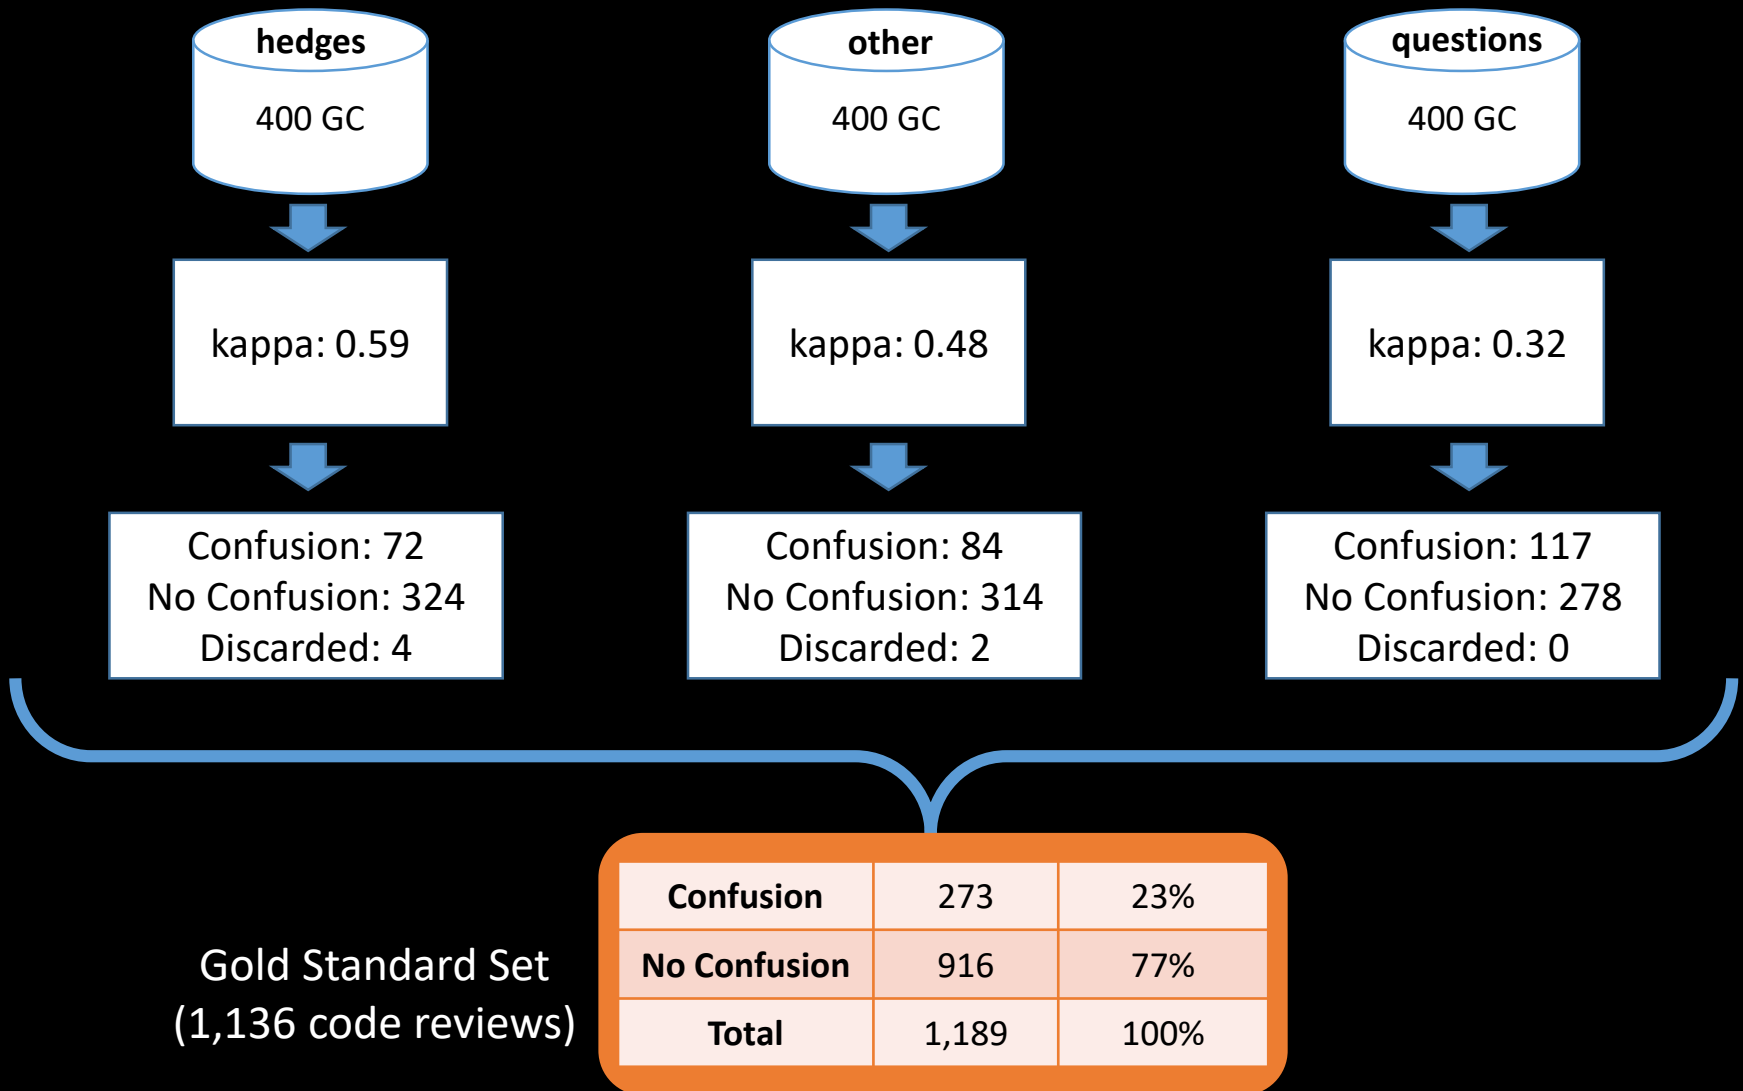 hedges
400 GC
other
400 GC
questions
400 GC
kappa: 0.59
kappa: 0.48
kappa: 0.32
Confusion: 72
No Confusion: 324
Discarded: 4
Confusion: 84
No Confusion: 314
Discarded: 2
Confusion: 117
No Confusion: 278
Discarded: 0
Gold Standard Set
(1,136 code reviews)
Confusion 273 23%
No Confusion 916 77%
Total 1,189 100%